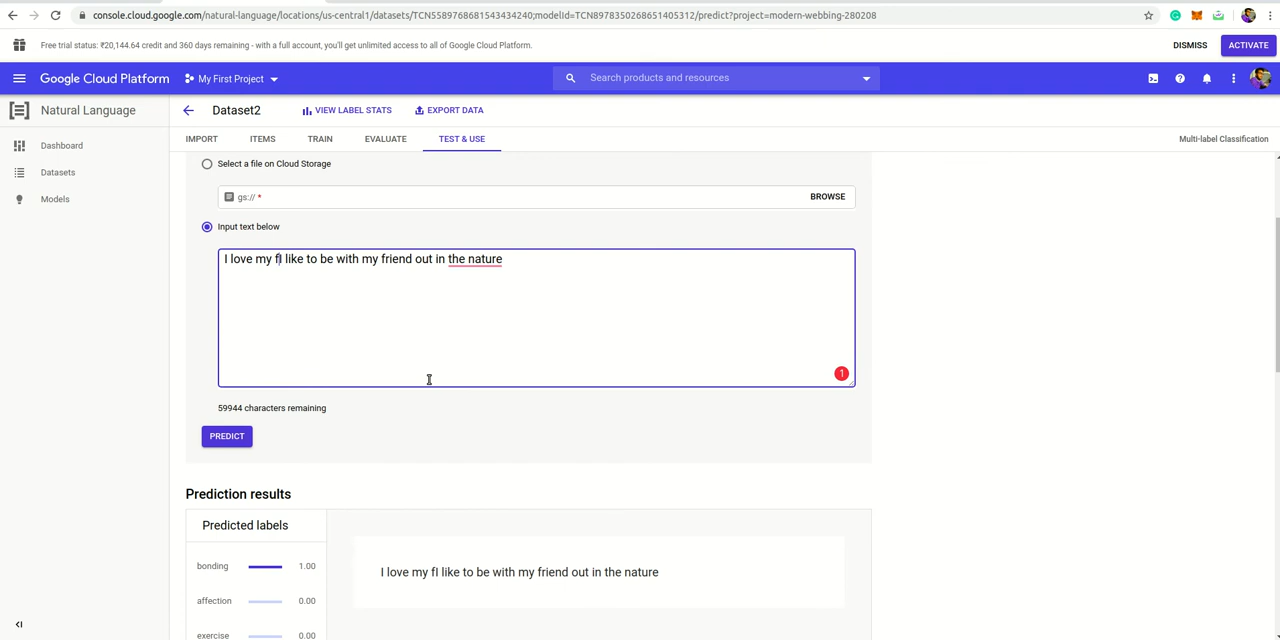 console.cloud.google.com/natural-language/locations/us-central1/datasets/TCN5589768681543434240;modelId=TCN8978350268651405312/predict?project=modern-webbing-280208
Free trial status: ₹20,144.64 credit and 360 days remaining - with a full account, you'll get unlimited access to all of Google Cloud Platform.
DISMISS
ACTIVATE
Google Cloud Platform
My First Project
Search products and resources
Natural Language
Dataset2
VIEW LABEL STATS
EXPORT DATA
IMPORT
ITEMS
TRAIN
EVALUATE
TEST & USE
Multi-label Classification
Dashboard
Datasets
Models
Select a file on Cloud Storage
gs:// *
BROWSE
Input text below
I love my fI like to be with my friend out in the nature
1
59944 characters remaining
PREDICT
Prediction results
Predicted labels
bonding 1.00
affection 0.00
exercise 0.00
I love my fI like to be with my friend out in the nature